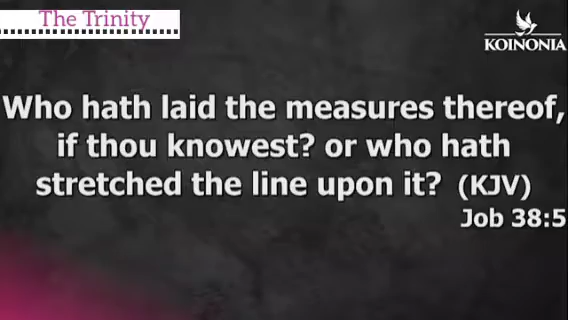 The Trinity
KOINONIA
Who hath laid the measures thereof,
if thou knowest? or who hath
stretched the line upon it? (KJV)
Job 38:5